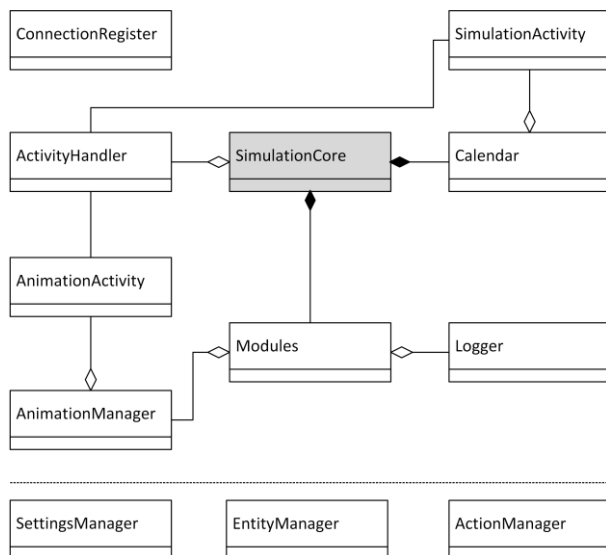 ConnectionRegister
SimulationActivity
ActivityHandler
SimulationCore
Calendar
AnimationActivity
Modules
Logger
AnimationManager
SettingsManager
EntityManager
ActionManager